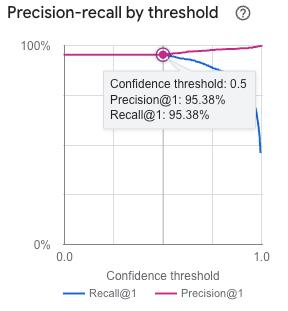 Precision-recall by threshold
100%
Confidence threshold: 0.5
Precision@1: 95.38%
Recall@1: 95.38%
0%
0.0 1.0
Confidence threshold
Recall@1 Precision@1